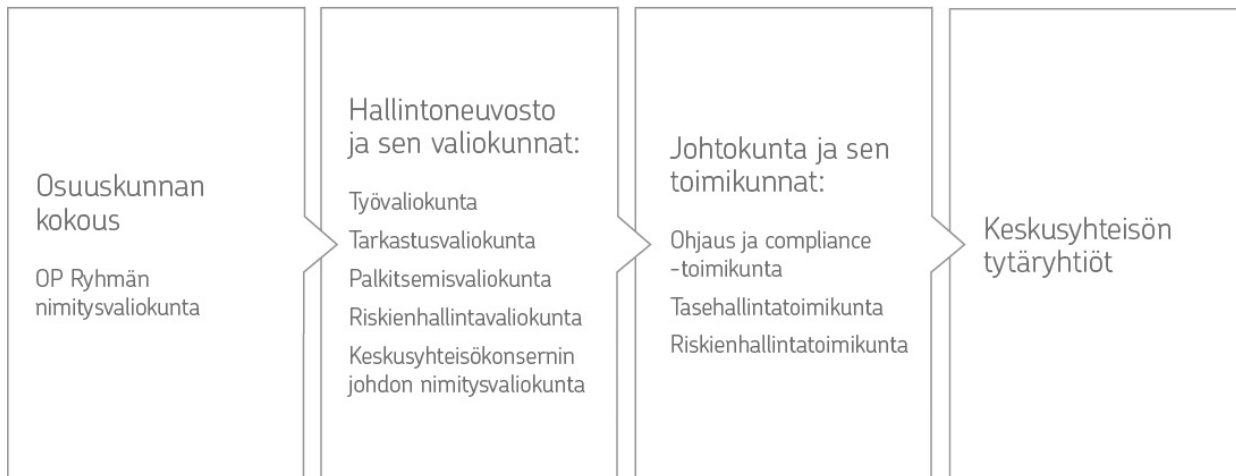 Osuuskunnan
kokous
OP Ryhmän
nimitysvaliokunta
Hallintoneuvosto
ja sen valiokunnat:
Työvaliokunta
Tarkastusvaliokunta
Palkitsemisvaliokunta
Riskienhallintavaliokunta
Keskusyhteisökonsernin
johdon nimitysvaliokunta
Johtokunta ja sen
toimikunnat:
Ohjaus ja compliance
-toimikunta
Tasehallintatoimikunta
Riskienhallintatoimikunta
Keskusyhteisön
tytäryhtiöt